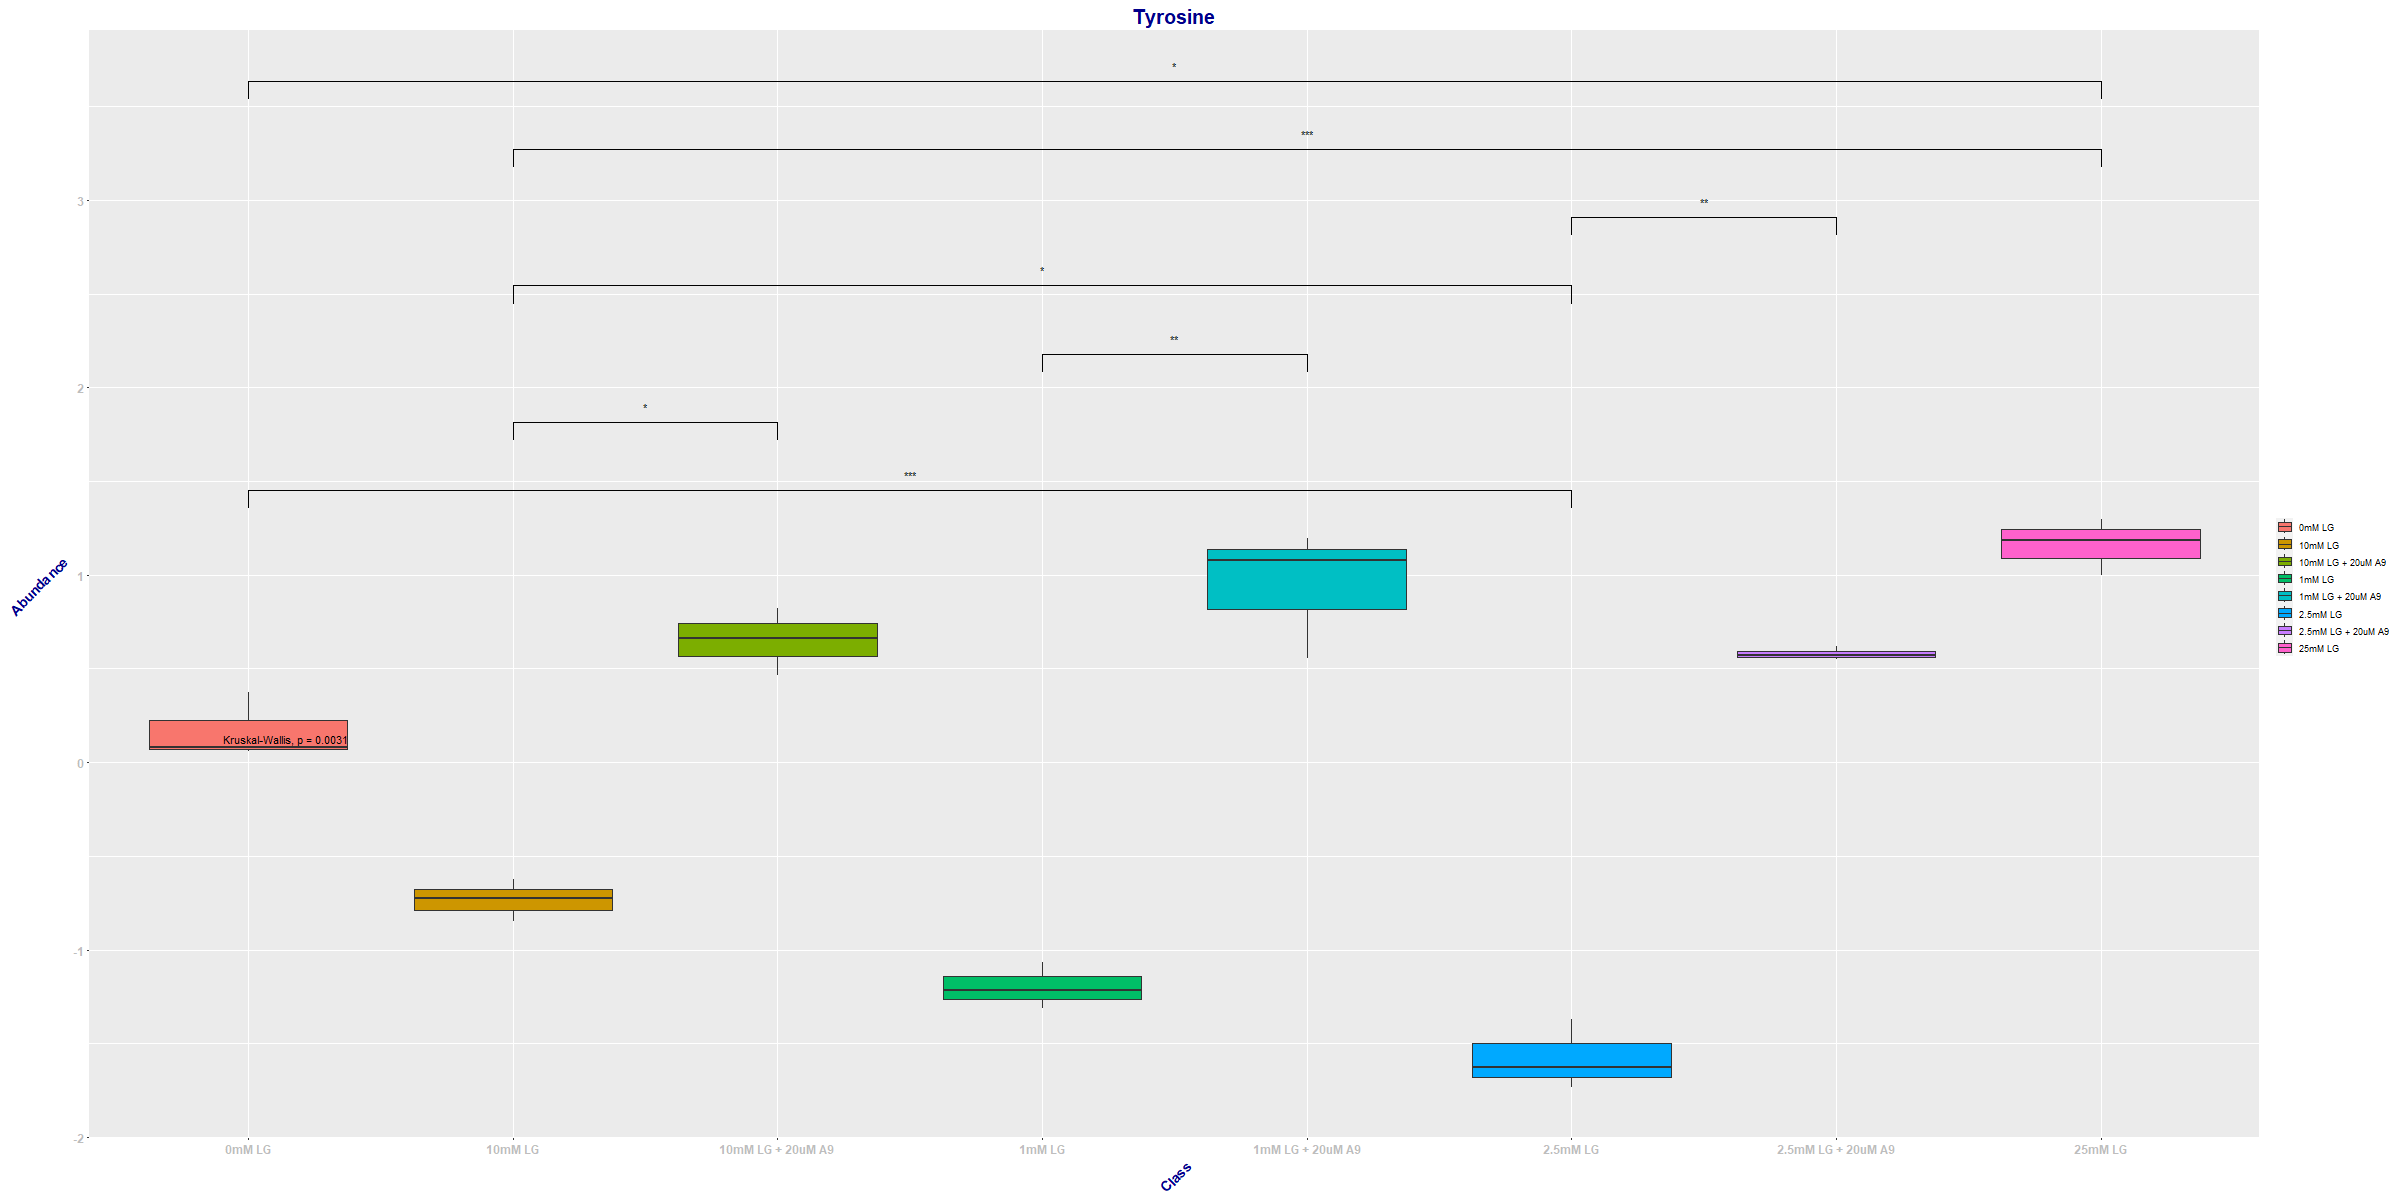 Tyrosine
*
***
3
**
*
**
2
*
***
0mM LG
10mM LG
10mM LG + 20uM A9
1mM LG
1mM LG + 20uM A9
2.5mM LG
2.5mM LG + 20uM A9
25mM LG
Abundance
1
Kruskal-Wallis, p = 0.0031
0
-1
-2
0mM LG
10mM LG
10mM LG + 20uM A9
1mM LG
1mM LG + 20uM A9
2.5mM LG
2.5mM LG + 20uM A9
25mM LG
Class